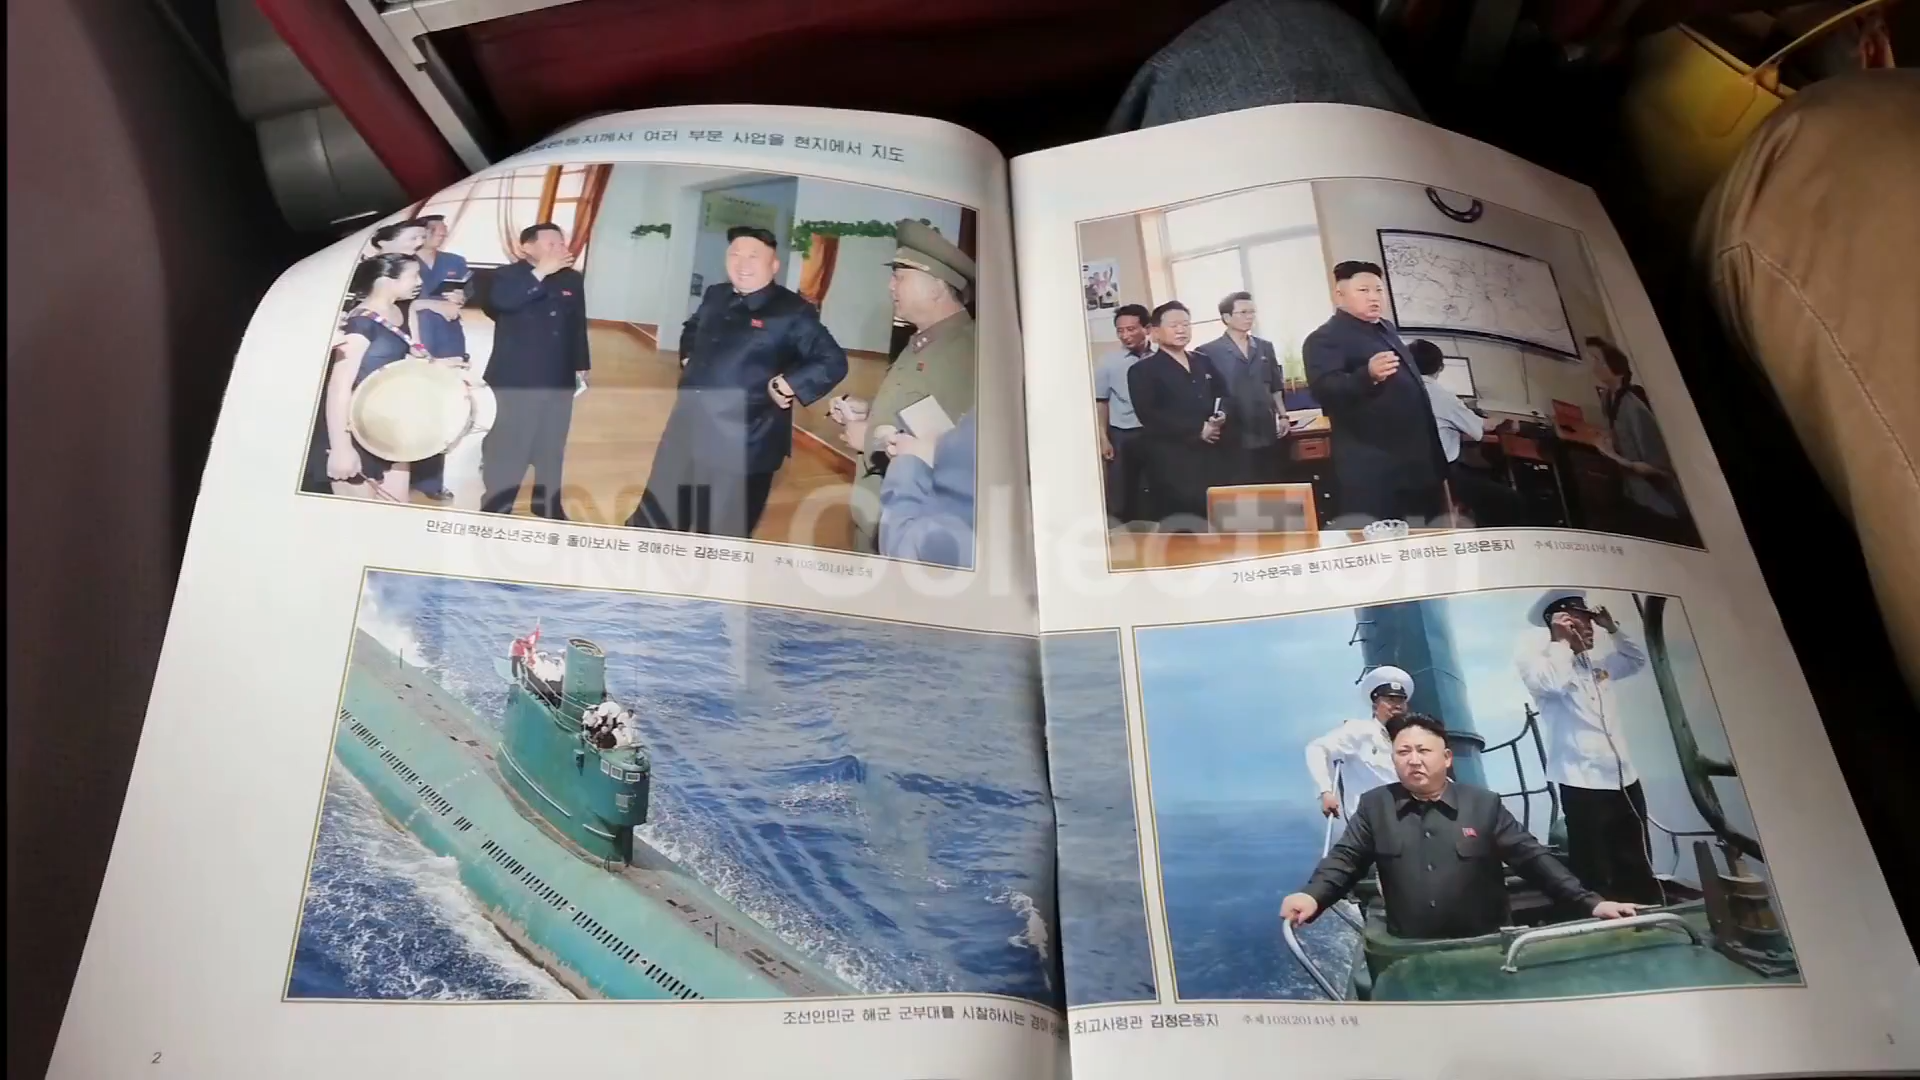 여러 부문 사업을 현지에서 지도
만경대학생소년궁전을 돌아보시는 경애하는 김정은동지 주체103(2014)년 5월
기상수문국을 현지지도하시는 경애하는 김정은동지 주체103(2014)년 6월
조선인민군 해군 군부대를 시찰하시는 최고사령관 김정은동지 주체103(2014)년 6월
2
3
CNN Collection